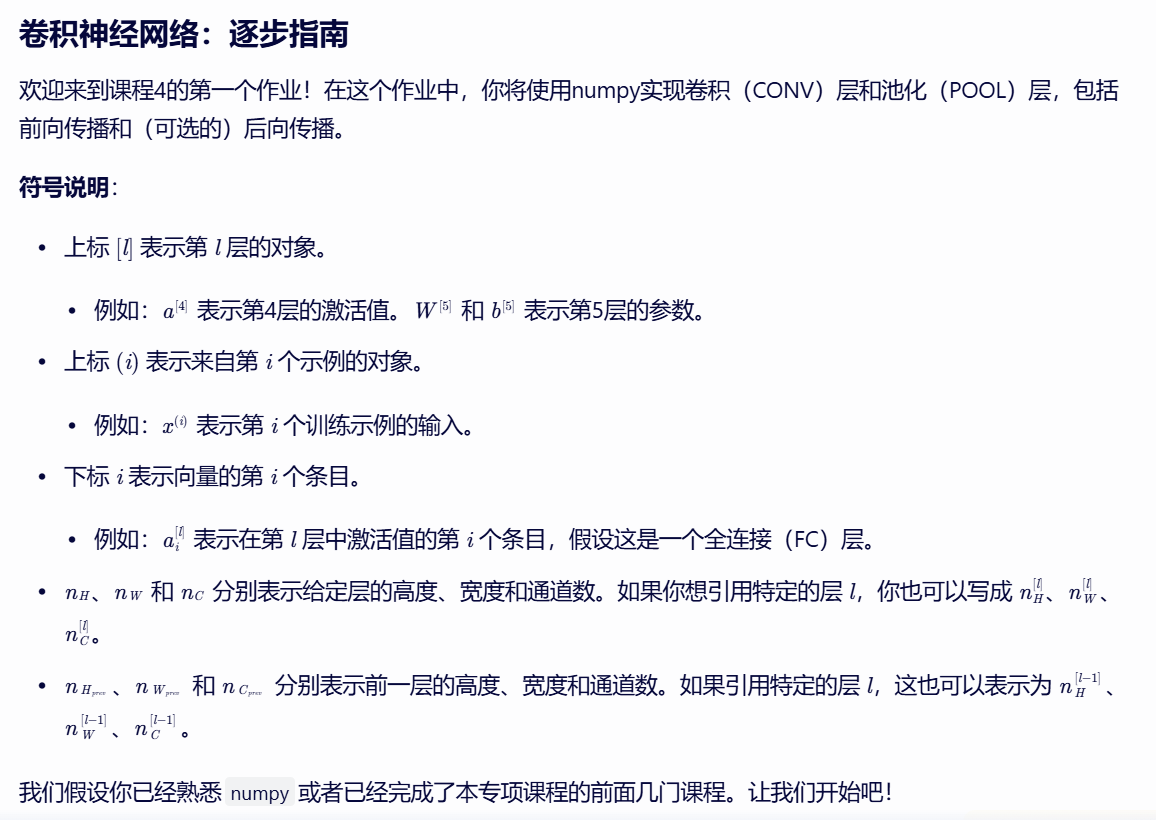 卷积神经网络：逐步指南
欢迎来到课程4的第一个作业！在这个作业中，你将使用numpy实现卷积（CONV）层和池化（POOL）层，包括
前向传播和（可选的）后向传播。
符号说明：
• 上标 [l] 表示第 l 层的对象。
• 例如：a^{[4]} 表示第4层的激活值。 W^{[5]} 和 b^{[5]} 表示第5层的参数。
• 上标 (i) 表示来自第 i 个示例的对象。
• 例如：x^{(i)} 表示第 i 个训练示例的输入。
• 下标 i 表示向量的第 i 个条目。
• 例如：a_i^{[l]} 表示在第 l 层中激活值的第 i 个条目，假设这是一个全连接（FC）层。
• n_H、n_W 和 n_C 分别表示给定层的高度、宽度和通道数。如果你想引用特定的层 l，你也可以写成 n_H^{[l]}、n_W^{[l]}、
n_C^{[l]}。
• n_{H_{prev}}、n_{W_{prev}} 和 n_{C_{prev}} 分别表示前一层的高度、宽度和通道数。如果引用特定的层 l，这也可以表示为 n_H^{[l-1]}、
n_W^{[l-1]}、n_C^{[l-1]}。
我们假设你已经熟悉 numpy 或者已经完成了本专项课程的前面几门课程。让我们开始吧！